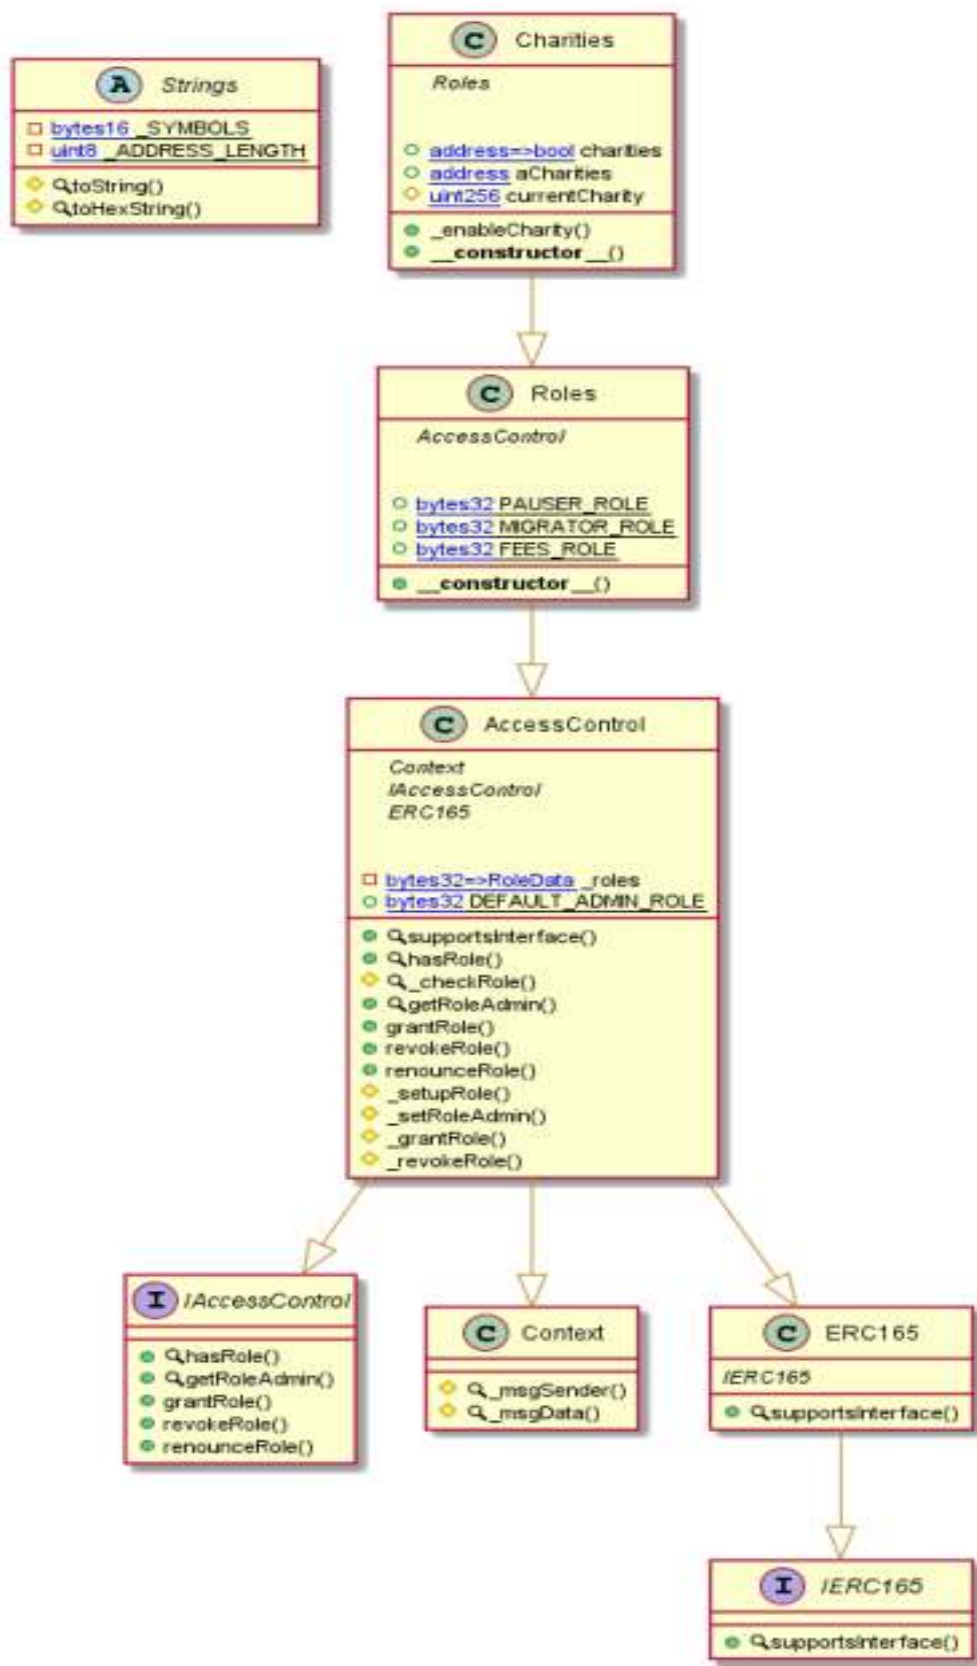 A Strings
bytes16 _SYMBOLS
uint8 _ADDRESS_LENGTH
toString()
toHexString()
C Charities
Roles
address=>bool charities
address aCharities
uint256 currentCharity
_enableCharity()
__constructor__()
C Roles
AccessControl
bytes32 PAUSER_ROLE
bytes32 MIGRATOR_ROLE
bytes32 FEES_ROLE
__constructor__()
C AccessControl
Context
IAccessControl
ERC165
bytes32=>RoleData _roles
bytes32 DEFAULT_ADMIN_ROLE
supportsInterface()
hasRole()
_checkRole()
getRoleAdmin()
grantRole()
revokeRole()
renounceRole()
_setupRole()
_setRoleAdmin()
_grantRole()
_revokeRole()
I IAccessControl
hasRole()
getRoleAdmin()
grantRole()
revokeRole()
renounceRole()
C Context
_msgSender()
_msgData()
C ERC165
IERC165
supportsInterface()
I IERC165
supportsInterface()